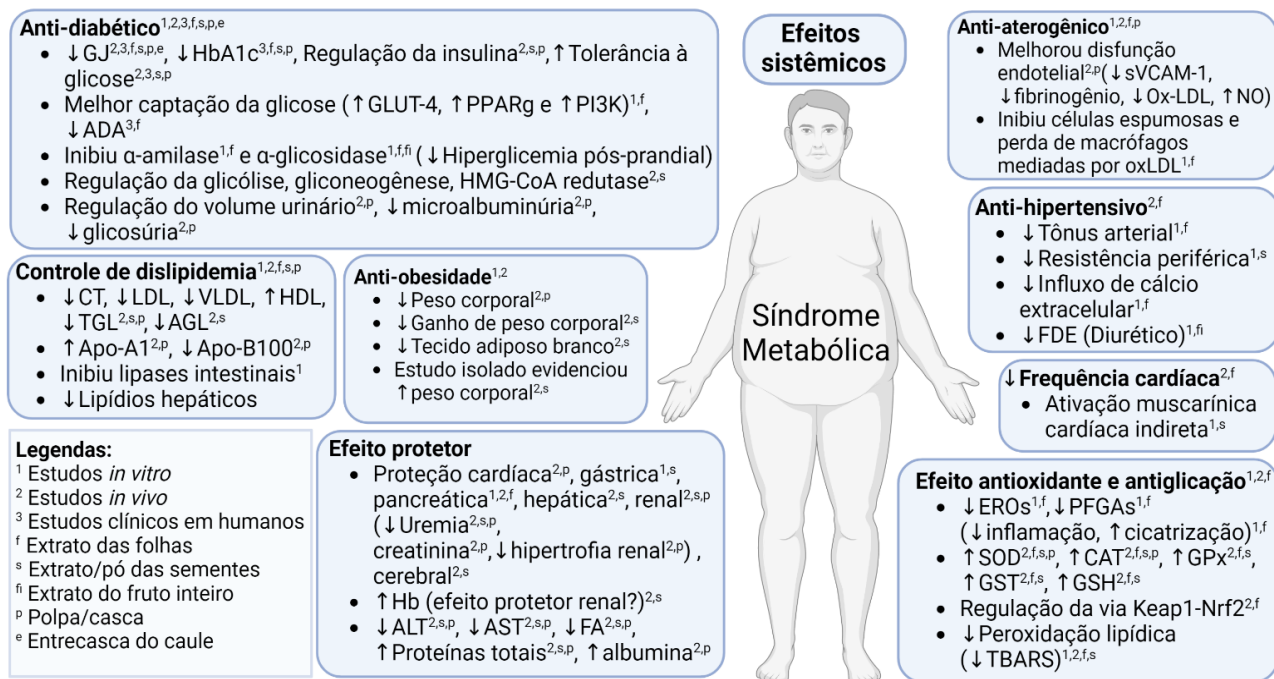 Anti-diabético¹,²,³,ᶠ,ˢ,ᵖ,ᵉ
• ↓GJ²,³,ᶠ,ˢ,ᵖ,ᵉ, ↓HbA1c³,ᶠ,ˢ,ᵖ, Regulação da insulina²,ˢ,ᵖ,↑Tolerância à
glicose²,³,ˢ,ᵖ
• Melhor captação da glicose (↑GLUT-4, ↑PPARg e ↑PI3K)¹,ᶠ,
↓ADA³,ᶠ
• Inibiu α-amilase¹,ᶠ e α-glicosidase¹,ᶠ,ᶠⁱ (↓Hiperglicemia pós-prandial)
• Regulação da glicólise, gliconeogênese, HMG-CoA redutase²,ˢ
• Regulação do volume urinário²,ᵖ, ↓microalbuminúria²,ᵖ,
↓glicosúria²,ᵖ
Efeitos
sistêmicos
Anti-aterogênico¹,²,ᶠ,ᵖ
• Melhorou disfunção
endotelial²,ᵖ(↓sVCAM-1,
↓fibrinogênio, ↓Ox-LDL, ↑NO)
• Inibiu células espumosas e
perda de macrófagos
mediadas por oxLDL¹,ᶠ
Anti-hipertensivo²,ᶠ
• ↓Tônus arterial¹,ᶠ
• ↓Resistência periférica¹,ˢ
• ↓Influxo de cálcio
extracelular¹,ᶠ
• ↓FDE (Diurético)¹,ᶠⁱ
Controle de dislipidemia¹,²,ᶠ,ˢ,ᵖ
• ↓CT, ↓LDL, ↓VLDL, ↑HDL,
↓TGL²,ˢ,ᵖ, ↓AGL²,ˢ
• ↑Apo-A1²,ᵖ, ↓Apo-B100²,ᵖ
• Inibiu lipases intestinais¹
• ↓Lipídios hepáticos
Anti-obesidade¹,²
• ↓Peso corporal²,ᵖ
• ↓Ganho de peso corporal²,ˢ
• ↓Tecido adiposo branco²,ˢ
• Estudo isolado evidenciou
↑peso corporal²,ˢ
Síndrome
Metabólica
↓Frequência cardíaca²,ᶠ
• Ativação muscarínica
cardíaca indireta¹,ˢ
Legendas:
¹ Estudos in vitro
² Estudos in vivo
³ Estudos clínicos em humanos
ᶠ Extrato das folhas
ˢ Extrato/pó das sementes
ᶠⁱ Extrato do fruto inteiro
ᵖ Polpa/casca
ᵉ Entrecasca do caule
Efeito protetor
• Proteção cardíaca²,ᵖ, gástrica¹,ˢ,
pancreática¹,²,ᶠ, hepática²,ˢ, renal²,ˢ,ᵖ
(↓Uremia²,ˢ,ᵖ,
creatinina²,ᵖ,↓hipertrofia renal²,ᵖ) ,
cerebral²,ˢ
• ↑Hb (efeito protetor renal?)²,ˢ
• ↓ALT²,ˢ,ᵖ, ↓AST²,ˢ,ᵖ, ↓FA²,ˢ,ᵖ,
↑Proteínas totais²,ˢ,ᵖ, ↑albumina²,ᵖ
Efeito antioxidante e antiglicação¹,²,ᶠ
• ↓EROs¹,ᶠ,↓PFGAs¹,ᶠ
(↓inflamação, ↑cicatrização)¹,ᶠ
• ↑SOD²,ᶠ,ˢ,ᵖ, ↑CAT²,ᶠ,ˢ,ᵖ, ↑GPx²,ᶠ,ˢ,
↑GST²,ᶠ,ˢ, ↑GSH²,ᶠ,ˢ
• Regulação da via Keap1-Nrf2²,ᶠ
• ↓Peroxidação lipídica
(↓TBARS)¹,²,ᶠ,ˢ